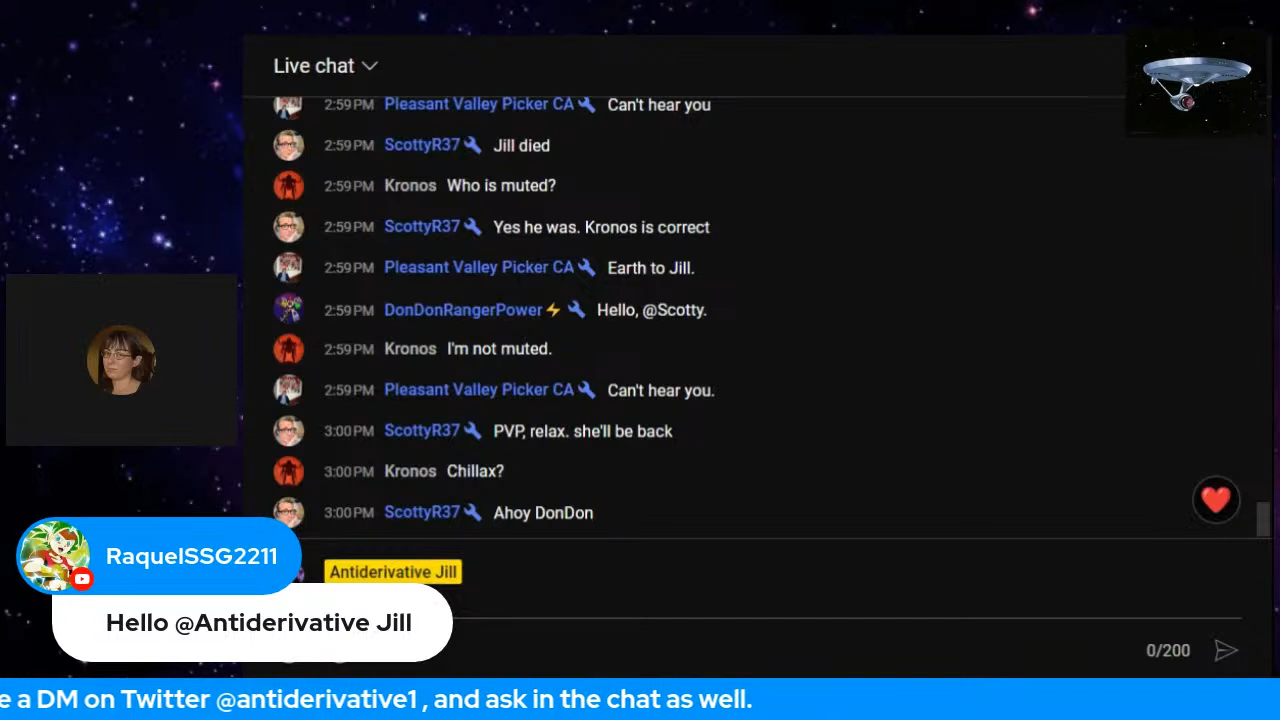 Live chat
2:59 PM Pleasant Valley Picker CA Can't hear you
2:59 PM ScottyR37 Jill died
2:59 PM Kronos Who is muted?
2:59 PM ScottyR37 Yes he was. Kronos is correct
2:59 PM Pleasant Valley Picker CA Earth to Jill.
2:59 PM DonDonRangerPower⚡ Hello, @Scotty.
2:59 PM Kronos I'm not muted.
2:59 PM Pleasant Valley Picker CA Can't hear you.
3:00 PM ScottyR37 PVP, relax. she'll be back
3:00 PM Kronos Chillax?
3:00 PM ScottyR37 Ahoy DonDon
RaquelSSG2211
Antiderivative Jill
Hello @Antiderivative Jill
0/200
e a DM on Twitter @antiderivative1 , and ask in the chat as well.